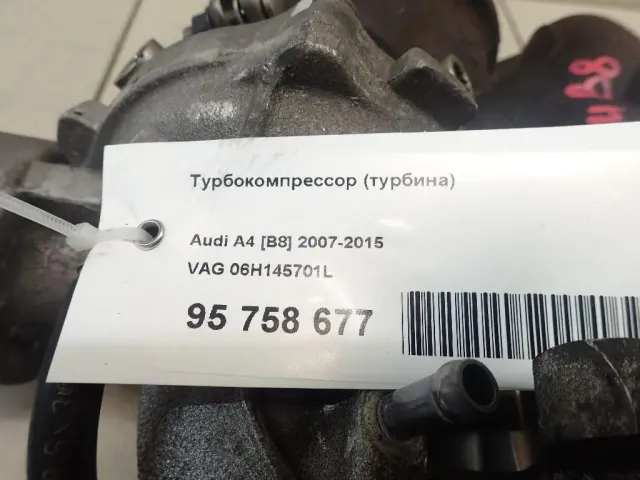 Турбокомпрессор (турбина)
Audi A4 [B8] 2007-2015
VAG 06H145701L
95 758 677